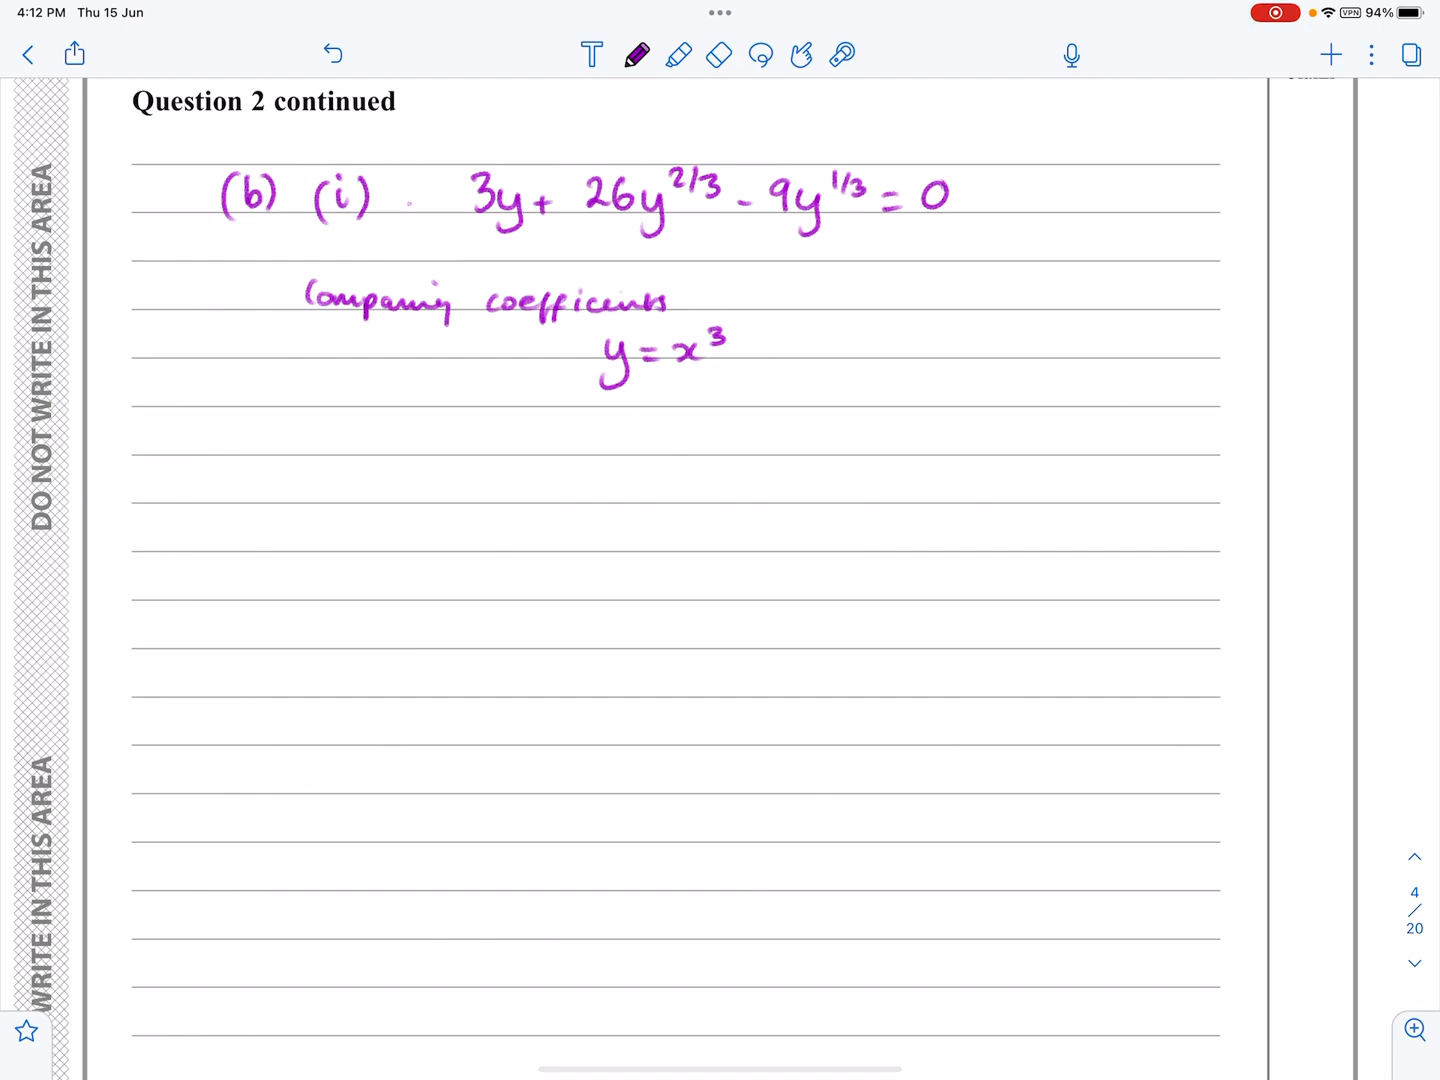 4:12 PM Thu 15 Jun
VPN 94%
Question 2 continued
DO NOT WRITE IN THIS AREA
(b) (i) . 3y + 26y^{2/3} - 9y^{1/3} = 0
Comparing coefficients
y = x^3
WRITE IN THIS AREA
4
/
20